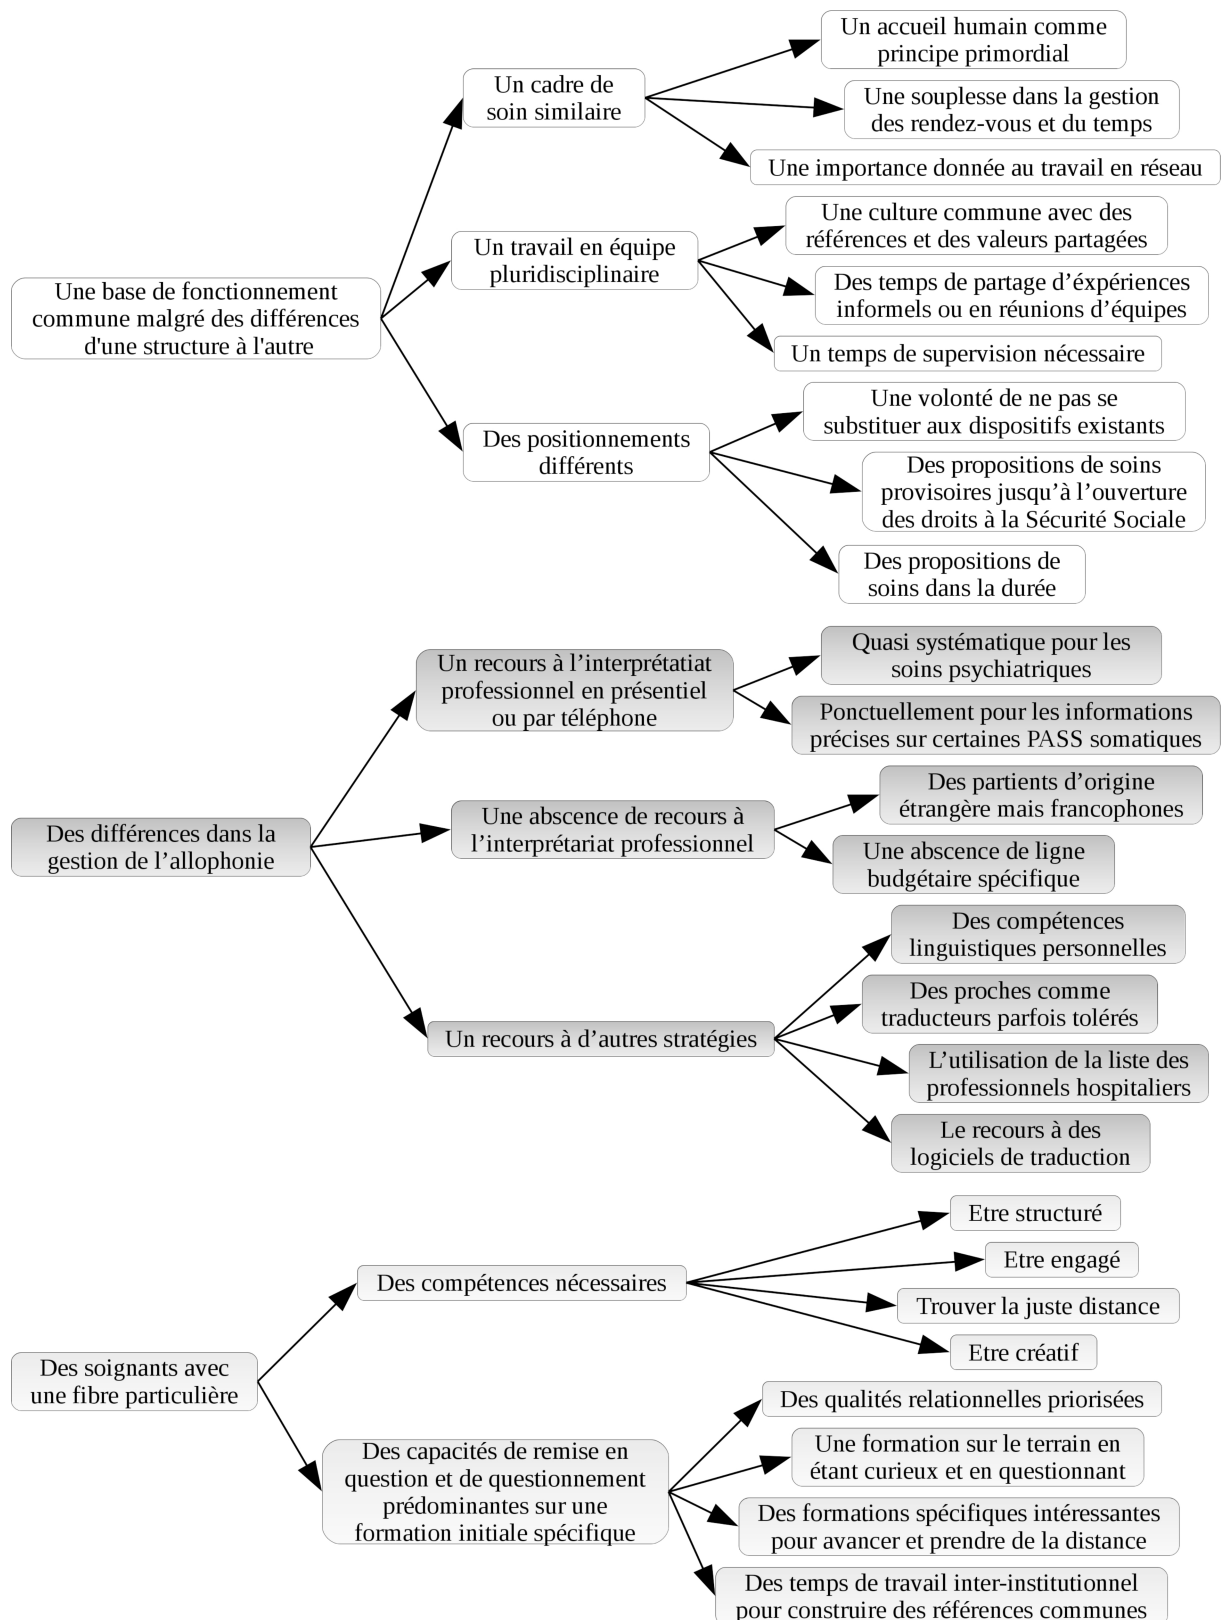 Une base de fonctionnement
commune malgré des différences
d'une structure à l'autre
Un cadre de
soin similaire
Un accueil humain comme
principe primordial
Une souplesse dans la gestion
des rendez-vous et du temps
Une importance donnée au travail en réseau
Un travail en équipe
pluridisciplinaire
Une culture commune avec des
références et des valeurs partagées
Des temps de partage d’éxpériences
informels ou en réunions d’équipes
Un temps de supervision nécessaire
Des positionnements
différents
Une volonté de ne pas se
substituer aux dispositifs existants
Des propositions de soins
provisoires jusqu’à l’ouverture
des droits à la Sécurité Sociale
Des propositions de
soins dans la durée
Des différences dans la
gestion de l’allophonie
Un recours à l’interprétatiat
professionnel en présentiel
ou par téléphone
Quasi systématique pour les
soins psychiatriques
Ponctuellement pour les informations
précises sur certaines PASS somatiques
Une abscence de recours à
l’interprétariat professionnel
Des partients d’origine
étrangère mais francophones
Une abscence de ligne
budgétaire spécifique
Un recours à d’autres stratégies
Des compétences
linguistiques personnelles
Des proches comme
traducteurs parfois tolérés
L’utilisation de la liste des
professionnels hospitaliers
Le recours à des
logiciels de traduction
Des soignants avec
une fibre particulière
Des compétences nécessaires
Etre structuré
Etre engagé
Trouver la juste distance
Etre créatif
Des capacités de remise en
question et de questionnement
prédominantes sur une
formation initiale spécifique
Des qualités relationnelles priorisées
Une formation sur le terrain en
étant curieux et en questionnant
Des formations spécifiques intéressantes
pour avancer et prendre de la distance
Des temps de travail inter-institutionnel
pour construire des références communes